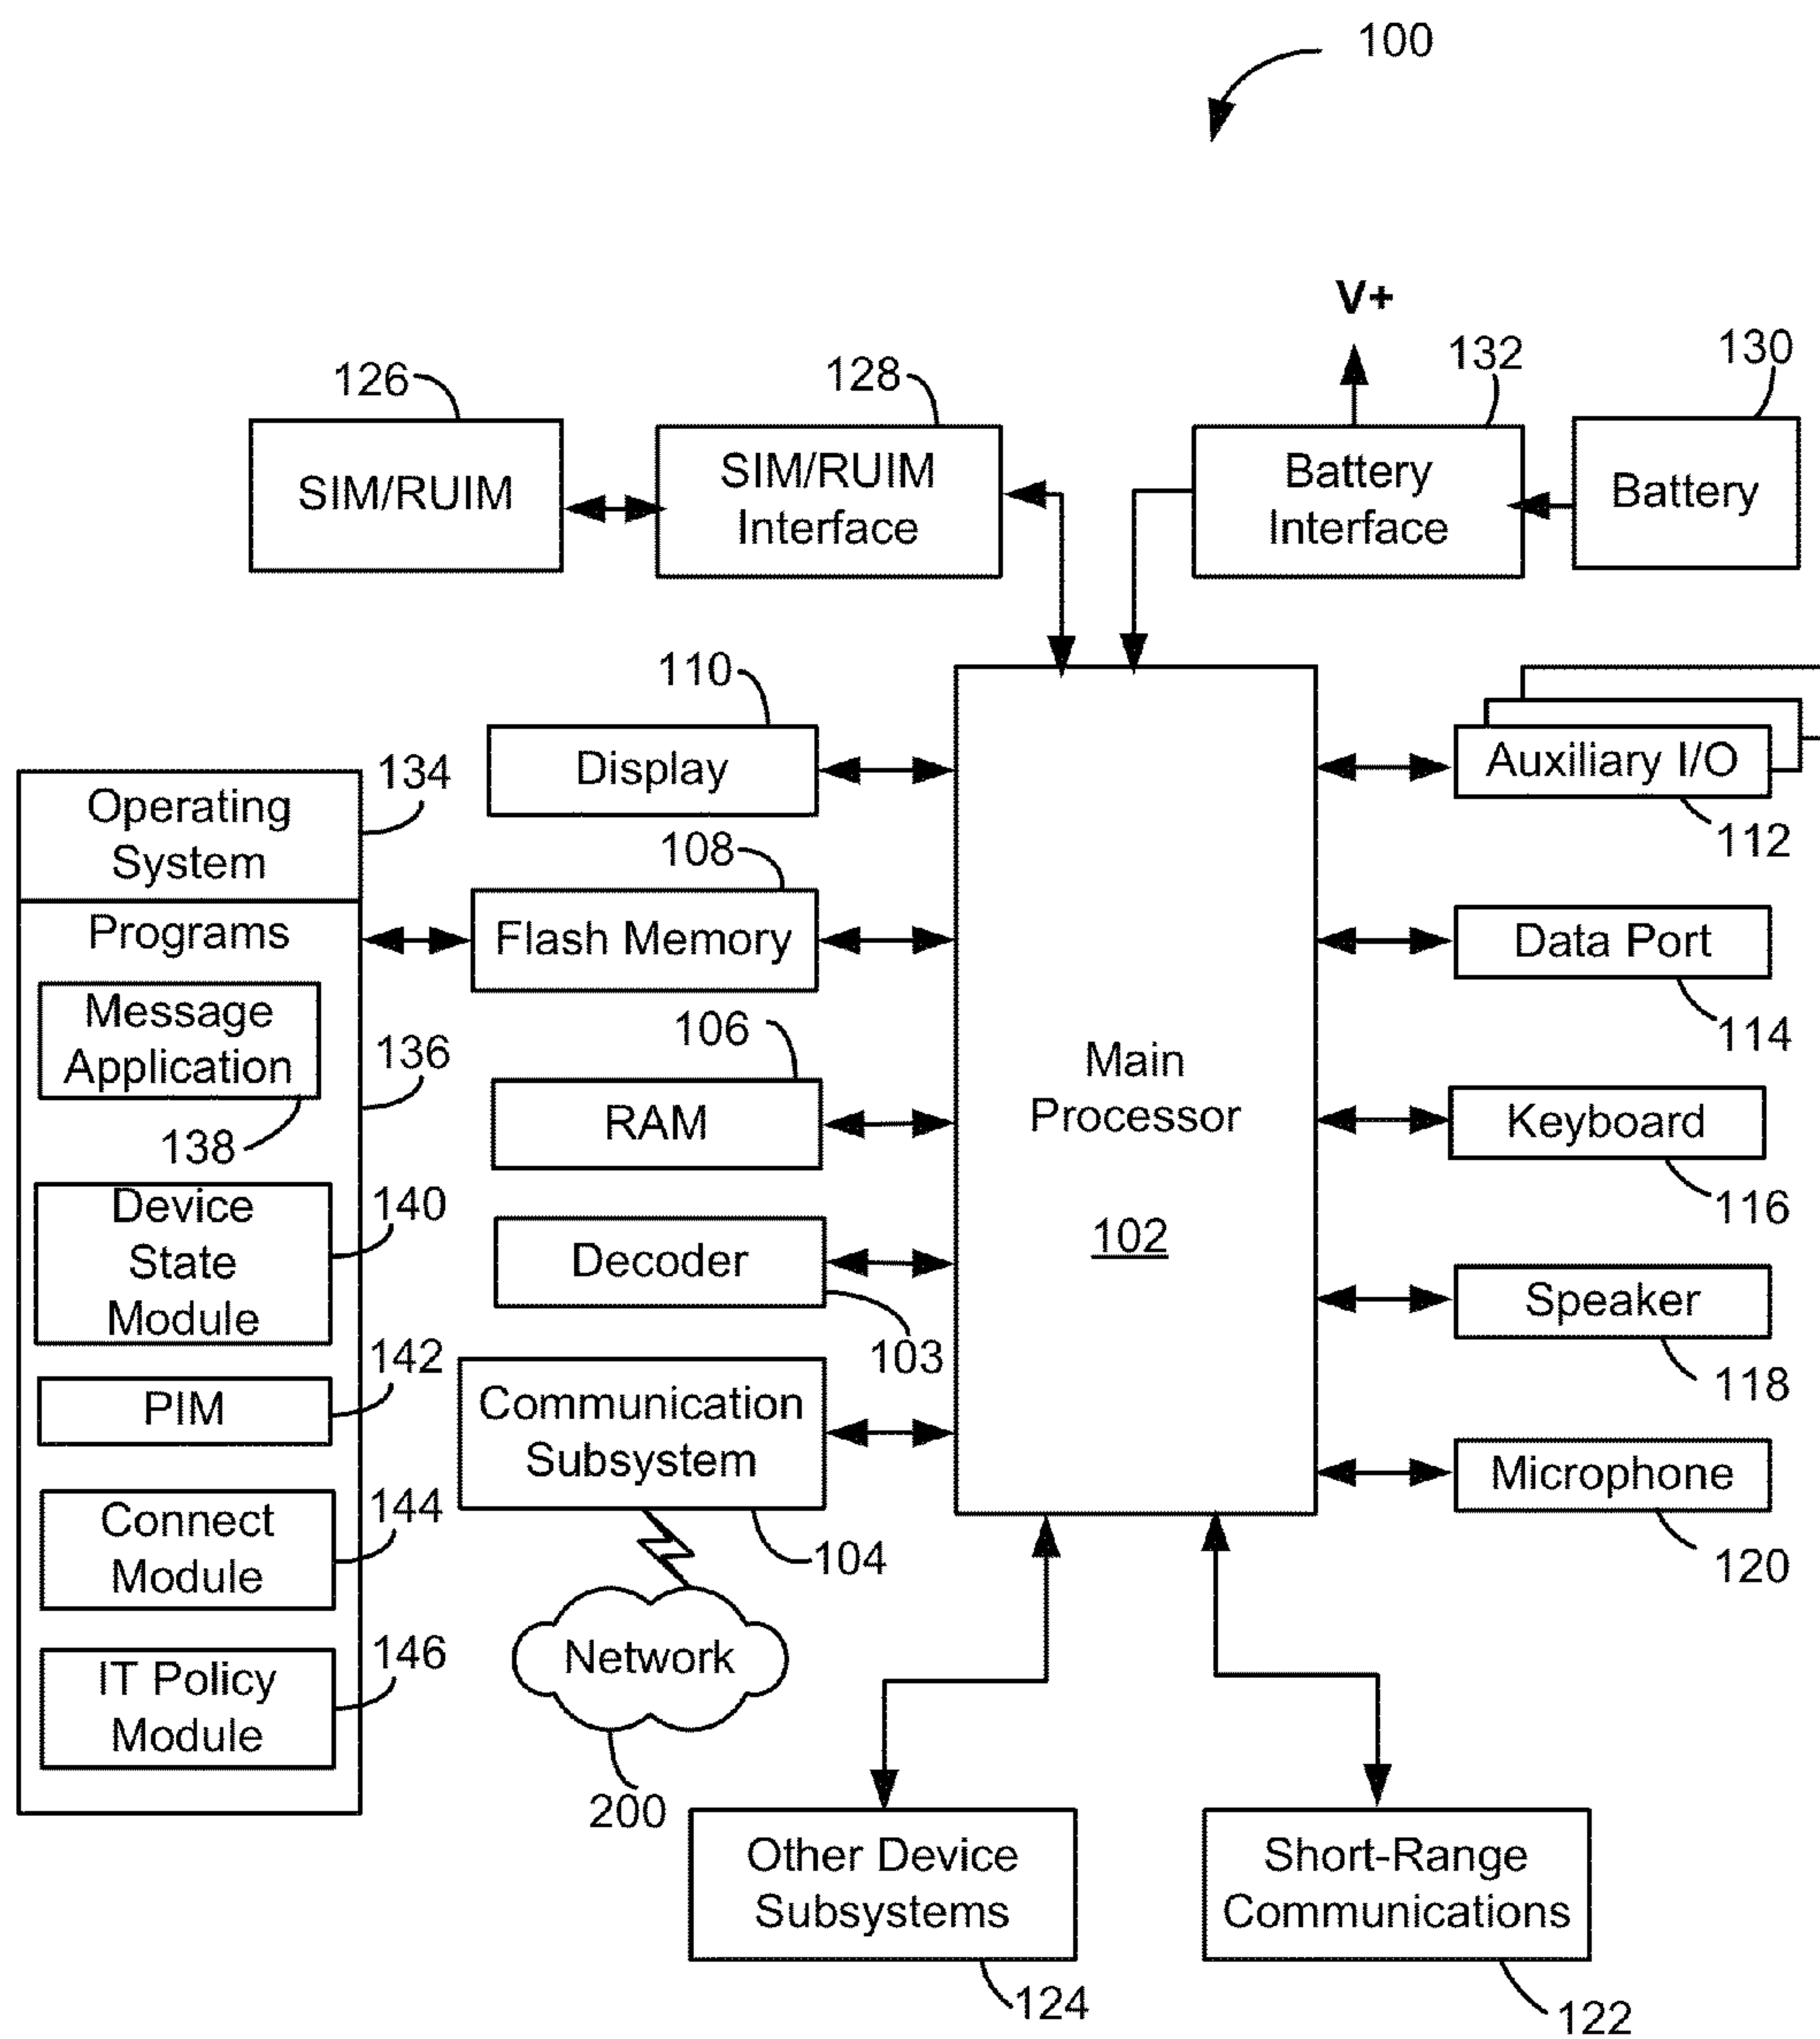 100
V+
126
128
132
130
SIM/RUIM
SIM/RUIM
Interface
Battery
Interface
Battery
110
Display
Auxiliary I/O
112
134
Operating
System
108
Flash Memory
Programs
Message
Application
138
136
Data Port
114
106
RAM
Main
Processor
102
Keyboard
116
140
Device
State
Module
Decoder
103
Speaker
118
142
PIM
Communication
Subsystem
104
Microphone
120
144
Connect
Module
Network
200
146
IT Policy
Module
Other Device
Subsystems
124
Short-Range
Communications
122